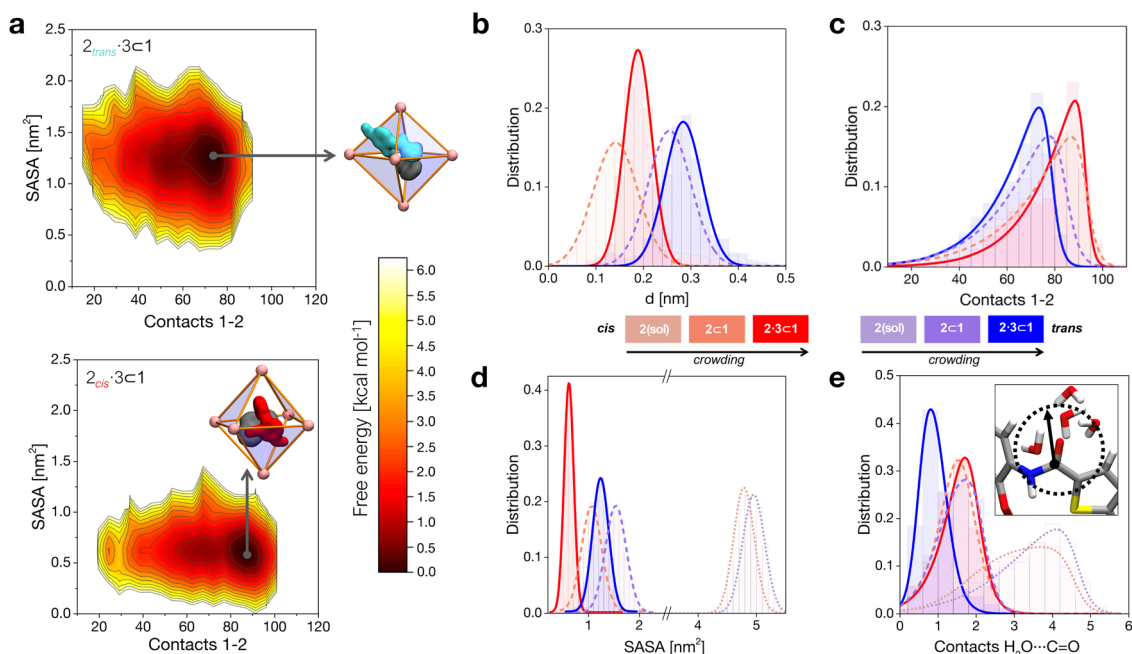 a
2trans·3⊂1
SASA [nm²]
2.5
2.0
1.5
1.0
0.5
0.0
20 40 60 80 100 120
Contacts 1-2
2cis·3⊂1
SASA [nm²]
2.5
2.0
1.5
1.0
0.5
0.0
20 40 60 80 100 120
Contacts 1-2
Free energy [kcal mol⁻¹]
6.0
5.5
5.0
4.5
4.0
3.5
3.0
2.5
2.0
1.5
1.0
0.5
0.0
b
Distribution
0.3
0.2
0.1
0.0
0.0 0.1 0.2 0.3 0.4 0.5
d [nm]
c
Distribution
0.3
0.2
0.1
0.0
20 40 60 80 100
Contacts 1-2
cis 2(sol) 2⊂1 2·3⊂1
crowding
2(sol) 2⊂1 2·3⊂1 trans
crowding
d
Distribution
0.4
0.3
0.2
0.1
0.0
1 2 4 5
SASA [nm²]
e
Distribution
0.5
0.4
0.3
0.2
0.1
0.0
0 2 4 6
Contacts H₂O···C=O